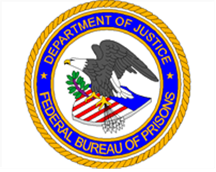 DEPARTMENT OF JUSTICE
FEDERAL BUREAU OF PRISONS